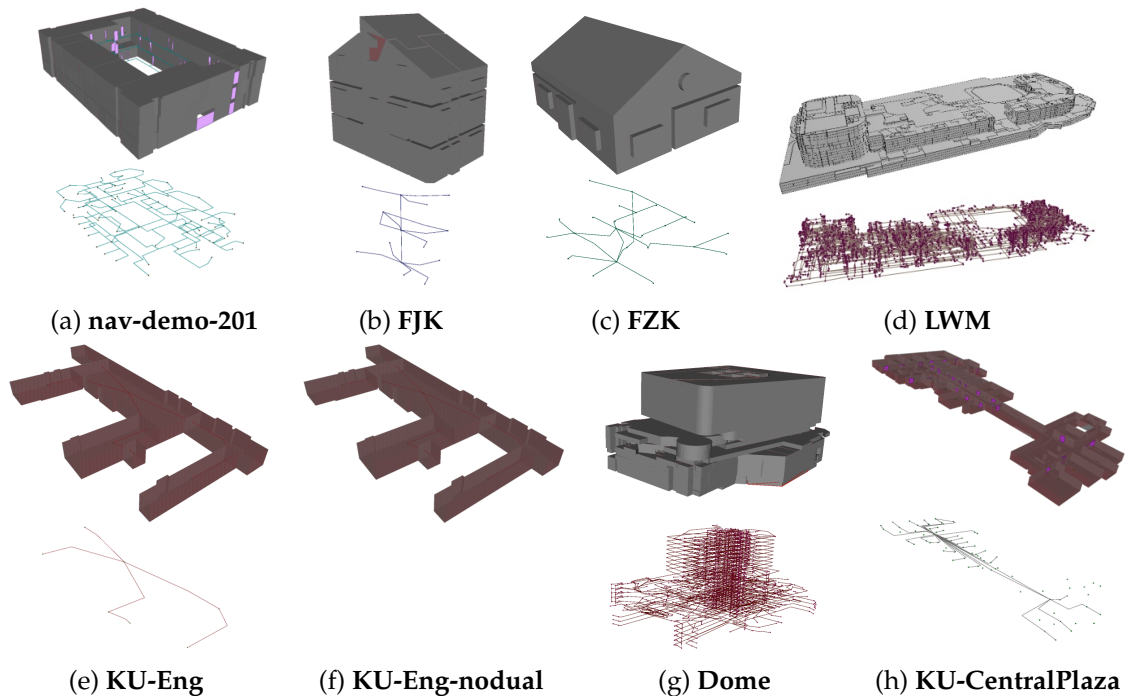 (a) nav-demo-201
(b) FJK
(c) FZK
(d) LWM
(e) KU-Eng
(f) KU-Eng-nodual
(g) Dome
(h) KU-CentralPlaza